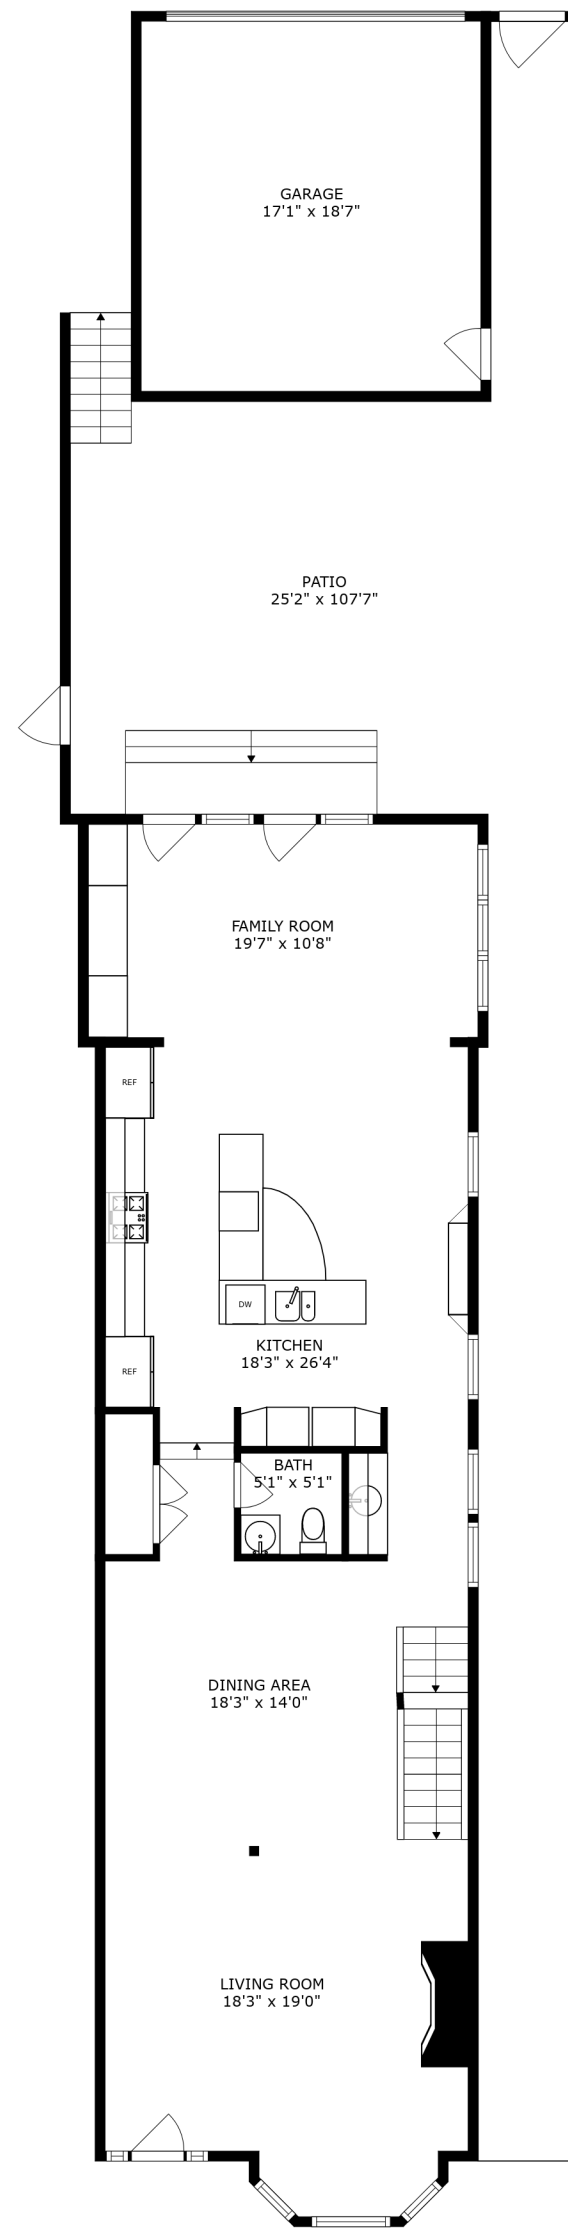 GARAGE
17'1" x 18'7"
PATIO
25'2" x 107'7"
FAMILY ROOM
19'7" x 10'8"
REF
DW
KITCHEN
18'3" x 26'4"
REF
BATH
5'1" x 5'1"
DINING AREA
18'3" x 14'0"
LIVING ROOM
18'3" x 19'0"